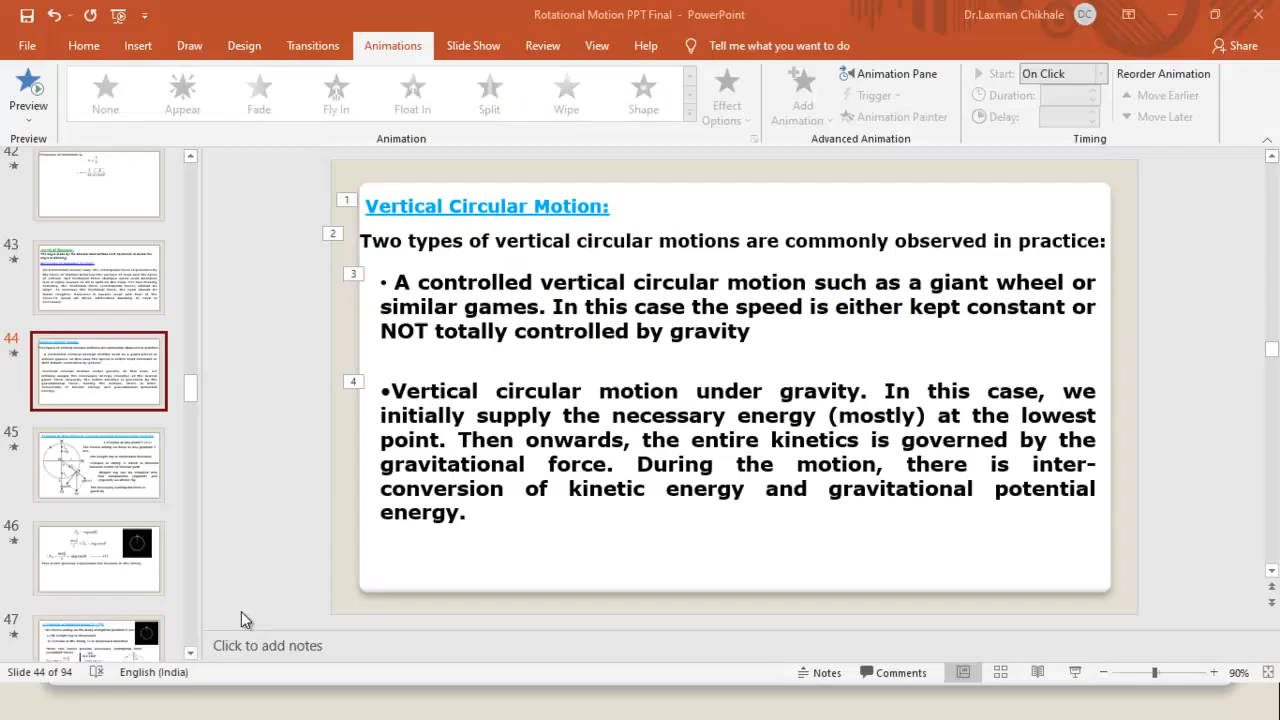 Rotational Motion PPT Final - PowerPoint
Dr.Laxman Chikhale DC
File Home Insert Draw Design Transitions Animations Slide Show Review View Help Tell me what you want to do Share
Preview
None Appear Fade Fly In Float In Split Wipe Shape
Effect Options
Add Animation
Animation Pane
Trigger
Animation Painter
Start: On Click
Duration:
Delay:
Reorder Animation
Move Earlier
Move Later
Preview Animation Advanced Animation Timing
42
43
44
45
46
47
1
Vertical Circular Motion:
2
Two types of vertical circular motions are commonly observed in practice:
3
• A controlled vertical circular motion such as a giant wheel or
similar games. In this case the speed is either kept constant or
NOT totally controlled by gravity
4
•Vertical circular motion under gravity. In this case, we
initially supply the necessary energy (mostly) at the lowest
point. Then onwards, the entire kinetics is governed by the
gravitational force. During the motion, there is inter-
conversion of kinetic energy and gravitational potential
energy.
Click to add notes
Slide 44 of 94 English (India) Notes Comments 90%